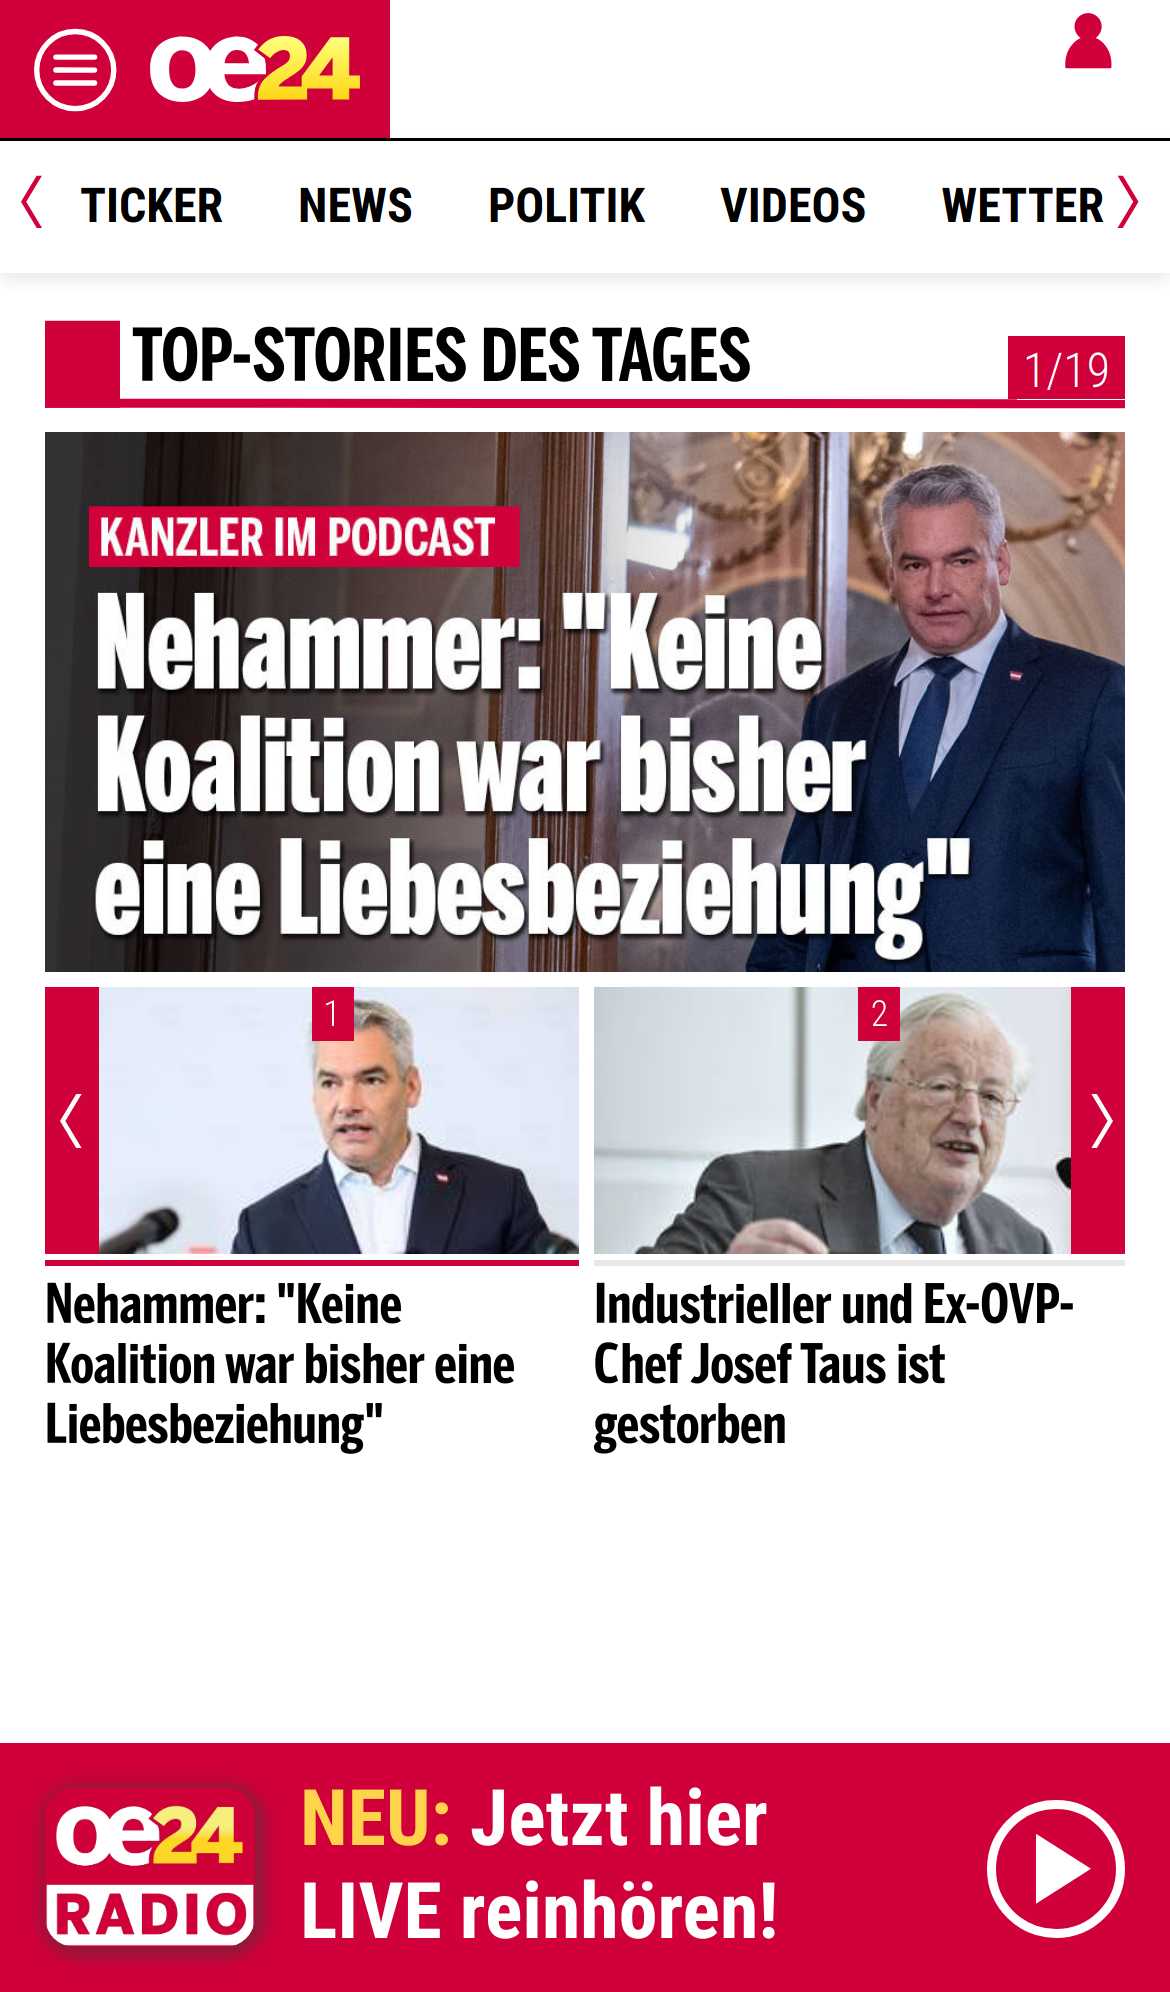 oe24
TICKER NEWS POLITIK VIDEOS WETTER
TOP-STORIES DES TAGES
1/19
KANZLER IM PODCAST
Nehammer: "Keine
Koalition war bisher
eine Liebesbeziehung"
1
2
Nehammer: "Keine
Koalition war bisher eine
Liebesbeziehung"
Industrieller und Ex-OVP-
Chef Josef Taus ist
gestorben
oe24
RADIO
NEU: Jetzt hier
LIVE reinhören!